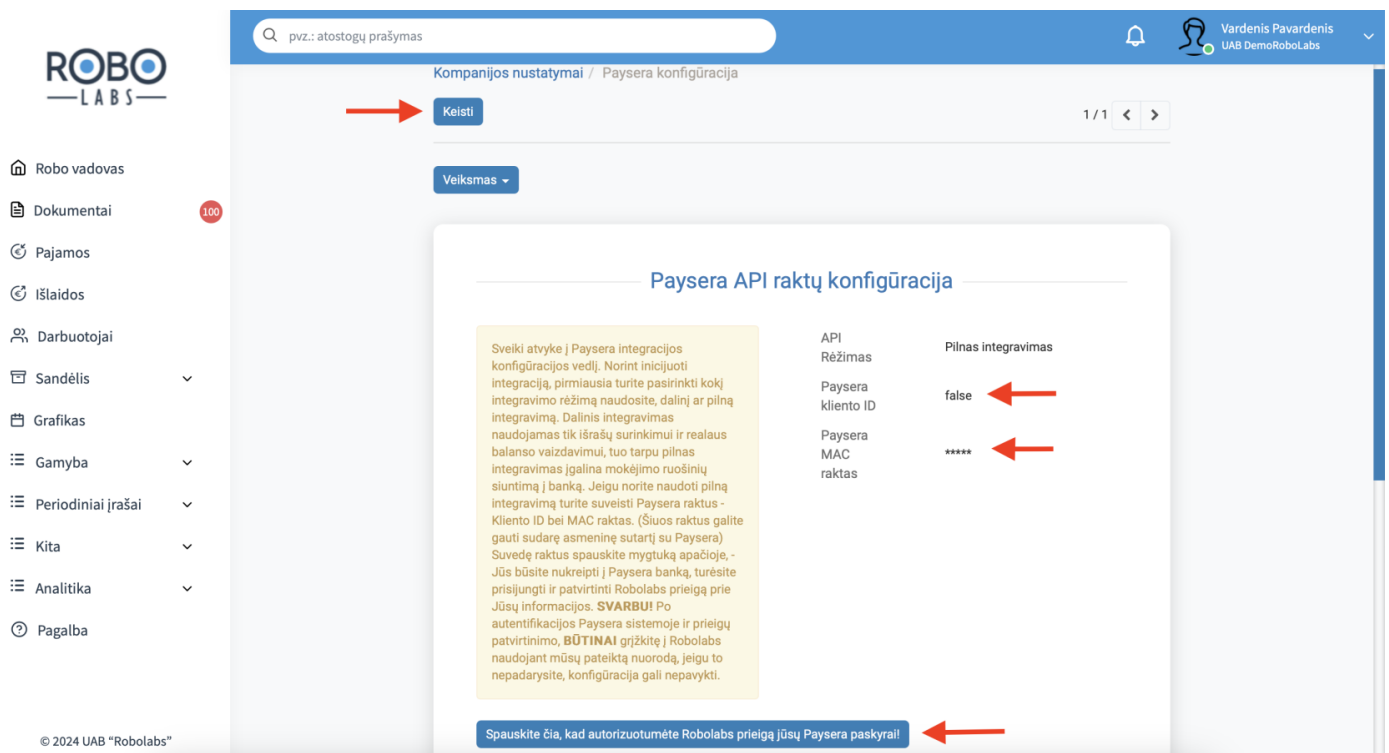 ROBO
LABS
Robo vadovas
Dokumentai 100
Pajamos
Išlaidos
Darbuotojai
Sandėlis
Grafikas
Gamyba
Periodiniai įrašai
Kita
Analitika
Pagalba
© 2024 UAB “Robolabs”
pvz.: atostogų prašymas
Vardenis Pavardenis
UAB DemoRoboLabs
Kompanijos nustatymai / Paysera konfigūracija
Keisti
1 / 1
Veiksmas
Paysera API raktų konfigūracija
Sveiki atvykę į Paysera integracijos
konfigūracijos vedlį. Norint inicijuoti
integraciją, pirmiausia turite pasirinkti kokį
integravimo rėžimą naudosite, dalinį ar pilną
integravimą. Dalinis integravimas
naudojamas tik išrašų surinkimui ir realaus
balanso vaizdavimui, tuo tarpu pilnas
integravimas įgalina mokėjimo ruošinių
siuntimą į banką. Jeigu norite naudoti pilną
integravimą turite suvesti Paysera raktus -
Kliento ID bei MAC raktas. (Šiuos raktus galite
gauti sudarę asmeninę sutartį su Paysera)
Suvedę raktus spauskite mygtuką apačioje, -
Jūs būsite nukreipti į Paysera banką, turėsite
prisijungti ir patvirtinti Robolabs prieigą prie
Jūsų informacijos. SVARBU! Po
autentifikacijos Paysera sistemoje ir prieigų
patvirtinimo, BŪTINAI grįžkitę į Robolabs
naudojant mūsų pateiktą nuorodą, jeigu to
nepadarysite, konfigūracija gali nepavykti.
API
Rėžimas
Pilnas integravimas
Paysera
kliento ID
false
Paysera
MAC
raktas
*****
Spauskite čia, kad autorizuotumėte Robolabs prieigą jūsų Paysera paskyrai!